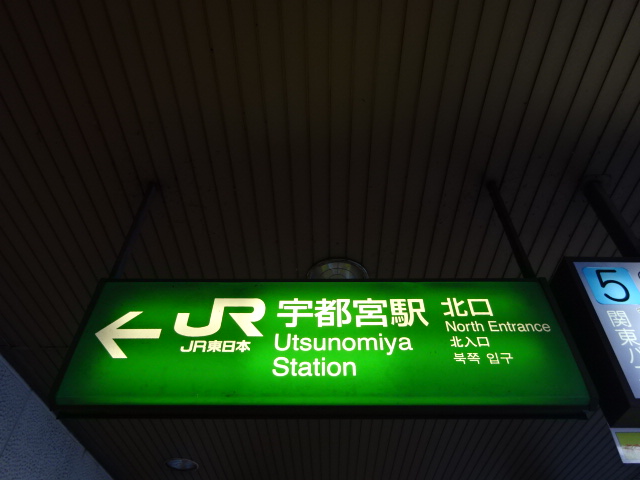 JR
JR東日本
宇都宮駅
Utsunomiya
Station
北口
North Entrance
北入口
북쪽 입구
5
関東バ